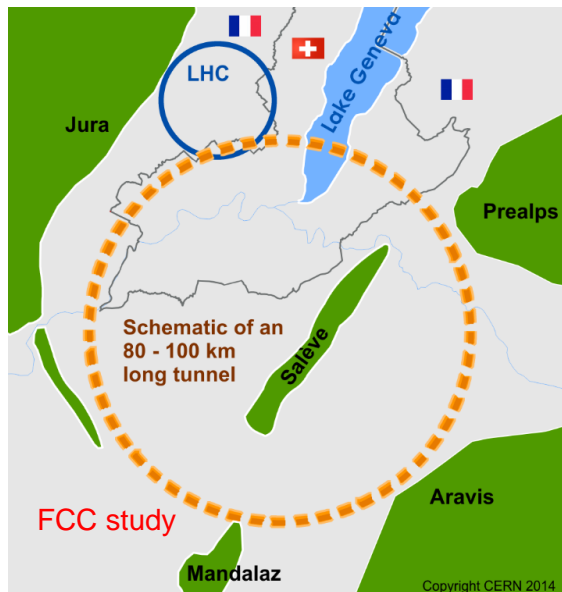 LHC
Lake Geneva
Jura
Prealps
Schematic of an
80 - 100 km
long tunnel
Salève
FCC study
Aravis
Mandalaz
Copyright CERN 2014